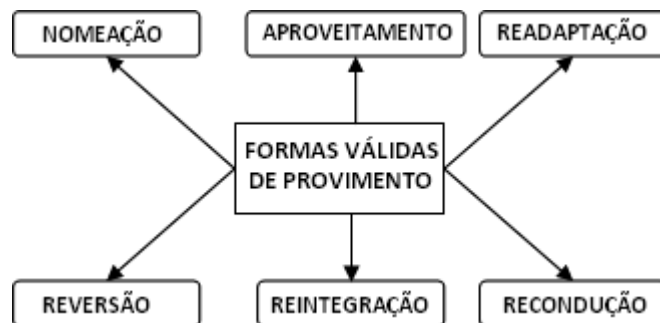 NOMEAÇÃO
APROVEITAMENTO
READAPTAÇÃO
FORMAS VÁLIDAS
DE PROVIMENTO
REVERSÃO
REINTEGRAÇÃO
RECONDUÇÃO